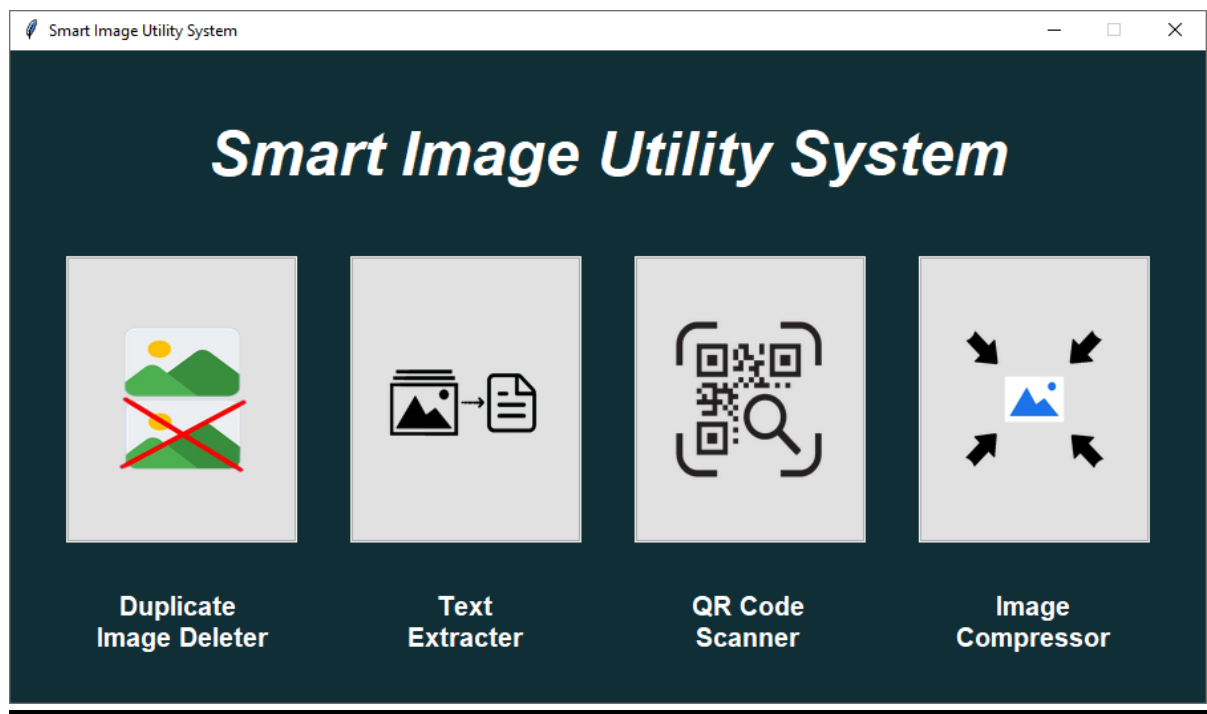 Smart Image Utility System
Smart Image Utility System
Duplicate
Image Deleter
Text
Extracter
QR Code
Scanner
Image
Compressor